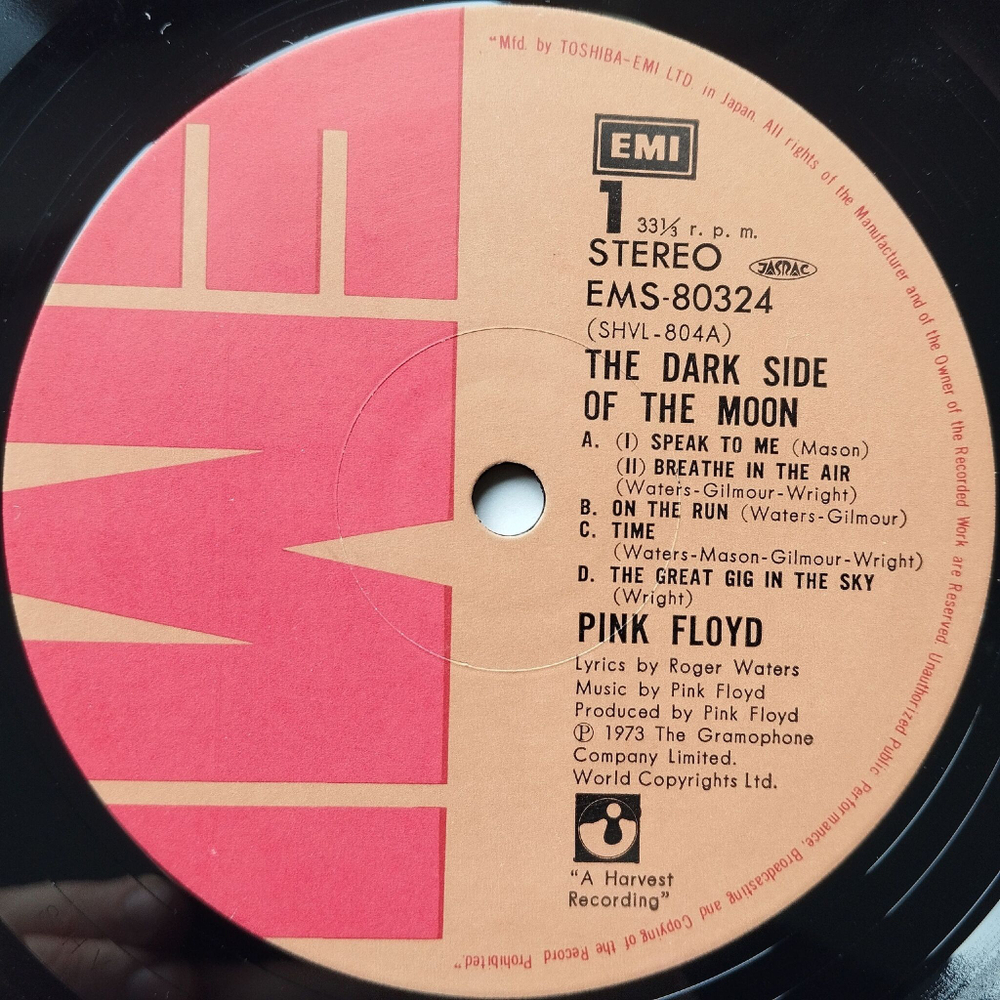 "Mfd. by TOSHIBA-EMI LTD. in Japan. All rights of the Manufacturer and of the Owner of the Recorded Work are Reserved. Unauthorized Public Performance, Broadcasting and Copying of the Record Prohibited."
EMI
EMI
1 33⅓ r. p. m.
STEREO JASRAC
EMS-80324
(SHVL-804A)
THE DARK SIDE
OF THE MOON
A. (I) SPEAK TO ME (Mason)
(II) BREATHE IN THE AIR
(Waters-Gilmour-Wright)
B. ON THE RUN (Waters-Gilmour)
C. TIME
(Waters-Mason-Gilmour-Wright)
D. THE GREAT GIG IN THE SKY
(Wright)
PINK FLOYD
Lyrics by Roger Waters
Music by Pink Floyd
Produced by Pink Floyd
Ⓟ 1973 The Gramophone
Company Limited.
World Copyrights Ltd.
"A Harvest
Recording"